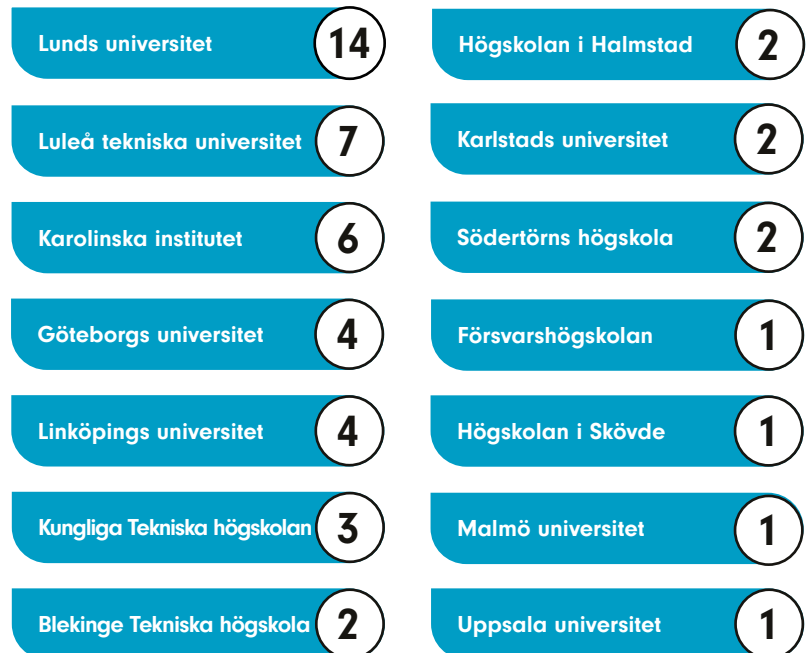 Lunds universitet 14
Luleå tekniska universitet 7
Karolinska institutet 6
Göteborgs universitet 4
Linköpings universitet 4
Kungliga Tekniska högskolan 3
Blekinge Tekniska högskola 2
Högskolan i Halmstad 2
Karlstads universitet 2
Södertörns högskola 2
Försvarshögskolan 1
Högskolan i Skövde 1
Malmö universitet 1
Uppsala universitet 1